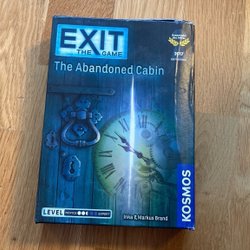 EXIT
THE GAME
The Abandoned Cabin
LEVEL
Inka & Markus Brand
KOSMOS